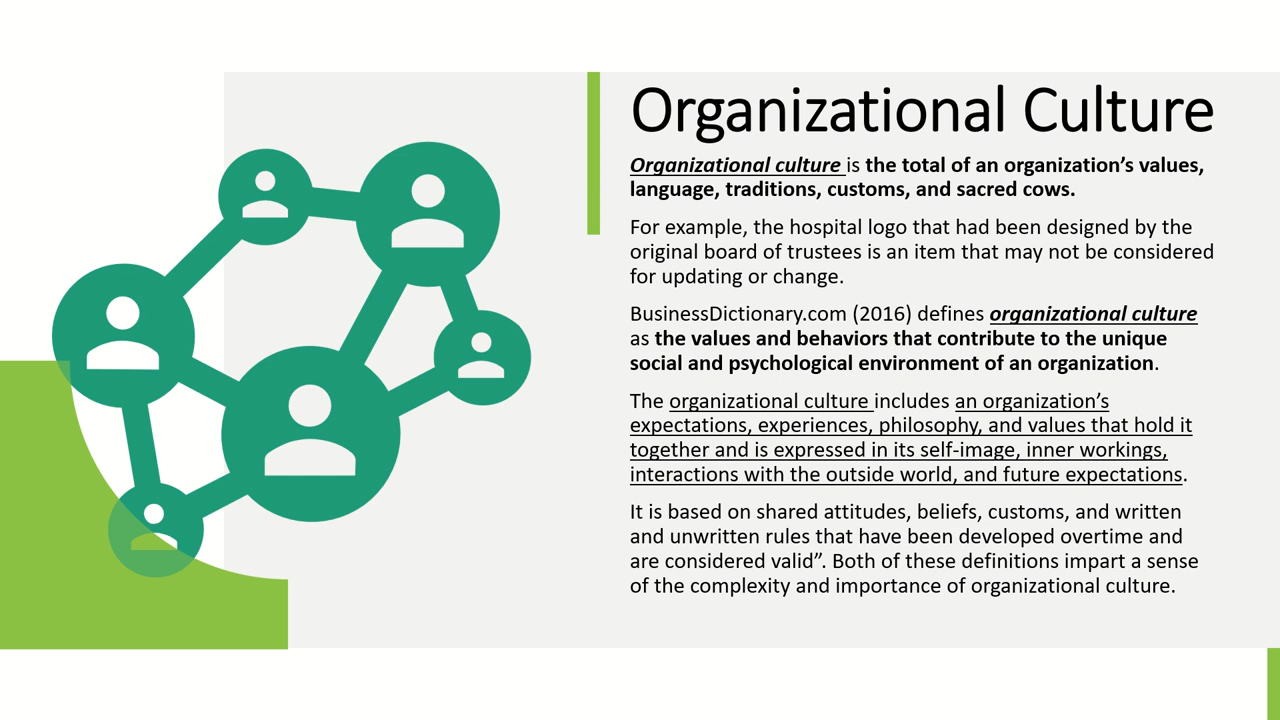 Organizational Culture
Organizational culture is the total of an organization’s values,
language, traditions, customs, and sacred cows.
For example, the hospital logo that had been designed by the
original board of trustees is an item that may not be considered
for updating or change.
BusinessDictionary.com (2016) defines organizational culture
as the values and behaviors that contribute to the unique
social and psychological environment of an organization.
The organizational culture includes an organization’s
expectations, experiences, philosophy, and values that hold it
together and is expressed in its self-image, inner workings,
interactions with the outside world, and future expectations.
It is based on shared attitudes, beliefs, customs, and written
and unwritten rules that have been developed overtime and
are considered valid”. Both of these definitions impart a sense
of the complexity and importance of organizational culture.